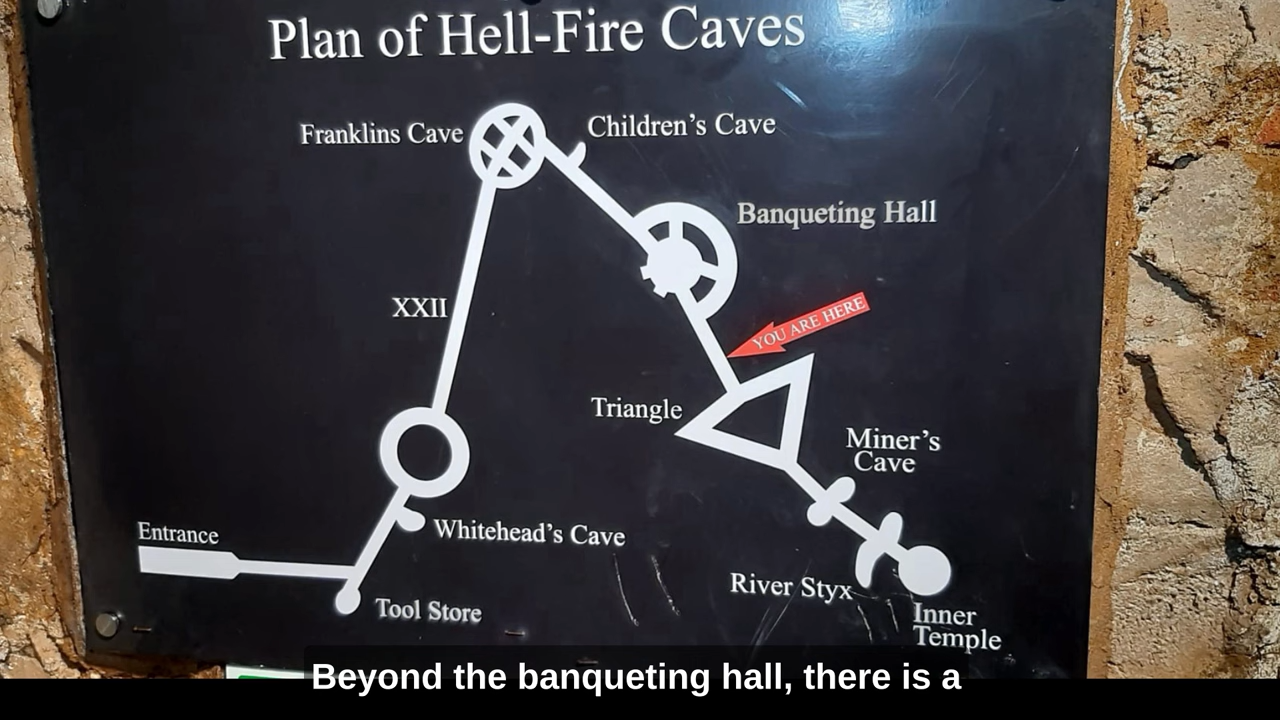 Plan of Hell-Fire Caves
Franklins Cave
Children's Cave
Banqueting Hall
XXII
YOU ARE HERE
Triangle
Miner's
Cave
Entrance
Whitehead's Cave
River Styx
Tool Store
Inner
Temple
Beyond the banqueting hall, there is a